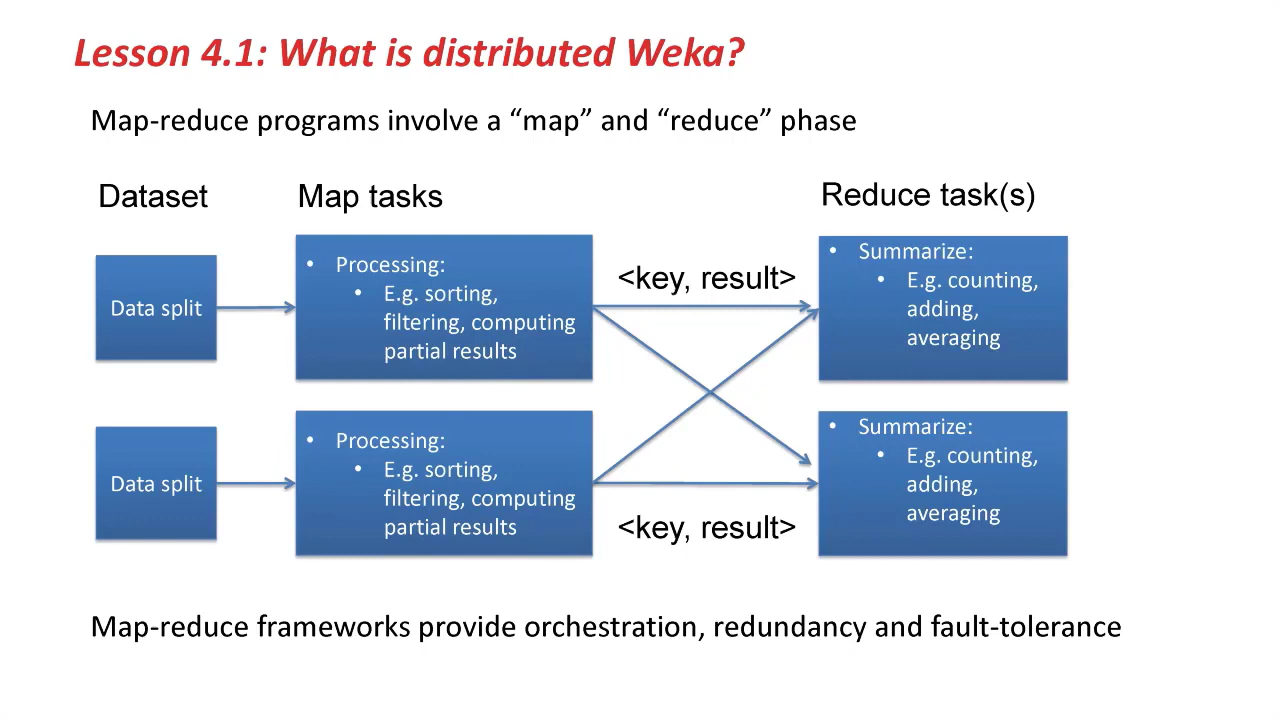 Lesson 4.1: What is distributed Weka?
Map-reduce programs involve a “map” and “reduce” phase
Dataset
Map tasks
Reduce task(s)
Data split
• Processing:
• E.g. sorting,
filtering, computing
partial results
<key, result>
• Summarize:
• E.g. counting,
adding,
averaging
Data split
• Processing:
• E.g. sorting,
filtering, computing
partial results
<key, result>
• Summarize:
• E.g. counting,
adding,
averaging
Map-reduce frameworks provide orchestration, redundancy and fault-tolerance